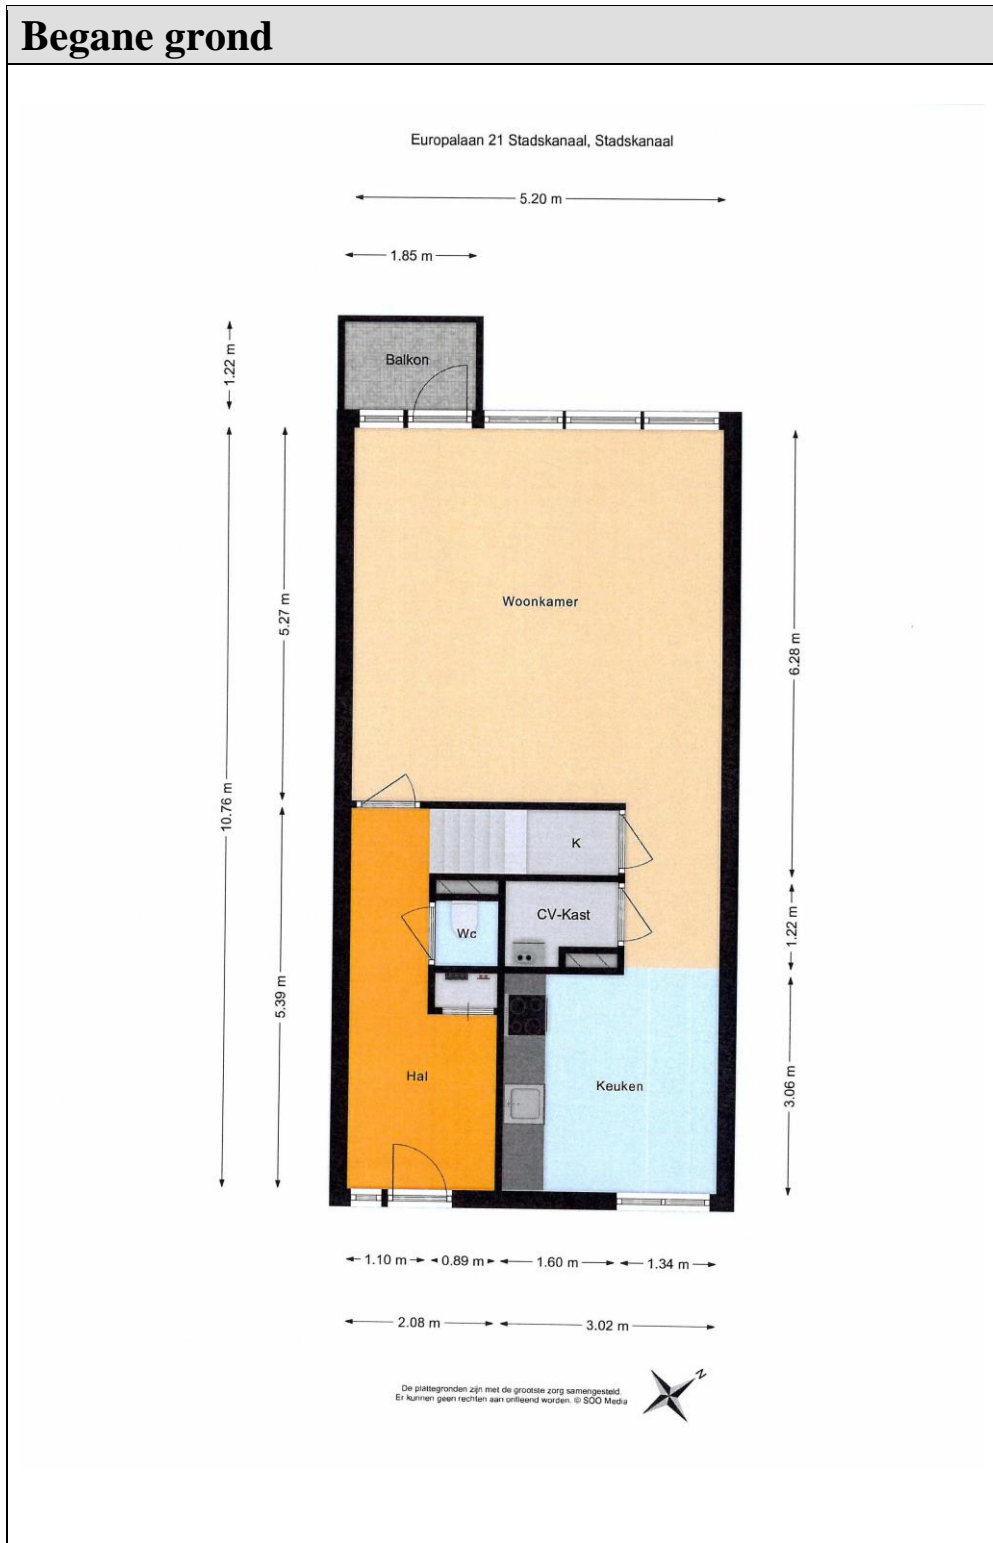 Begane grond
Europalaan 21 Stadskanaal, Stadskanaal
5.20 m
1.85 m
1.22 m
Balkon
5.27 m
Woonkamer
6.28 m
10.76 m
K
CV-Kast
Wc
1.22 m
5.39 m
Hal
Keuken
3.06 m
1.10 m
0.89 m
1.60 m
1.34 m
2.08 m
3.02 m
N
De plattegronden zijn met de grootste zorg samengesteld.
Er kunnen geen rechten aan ontleend worden. © SOO Media